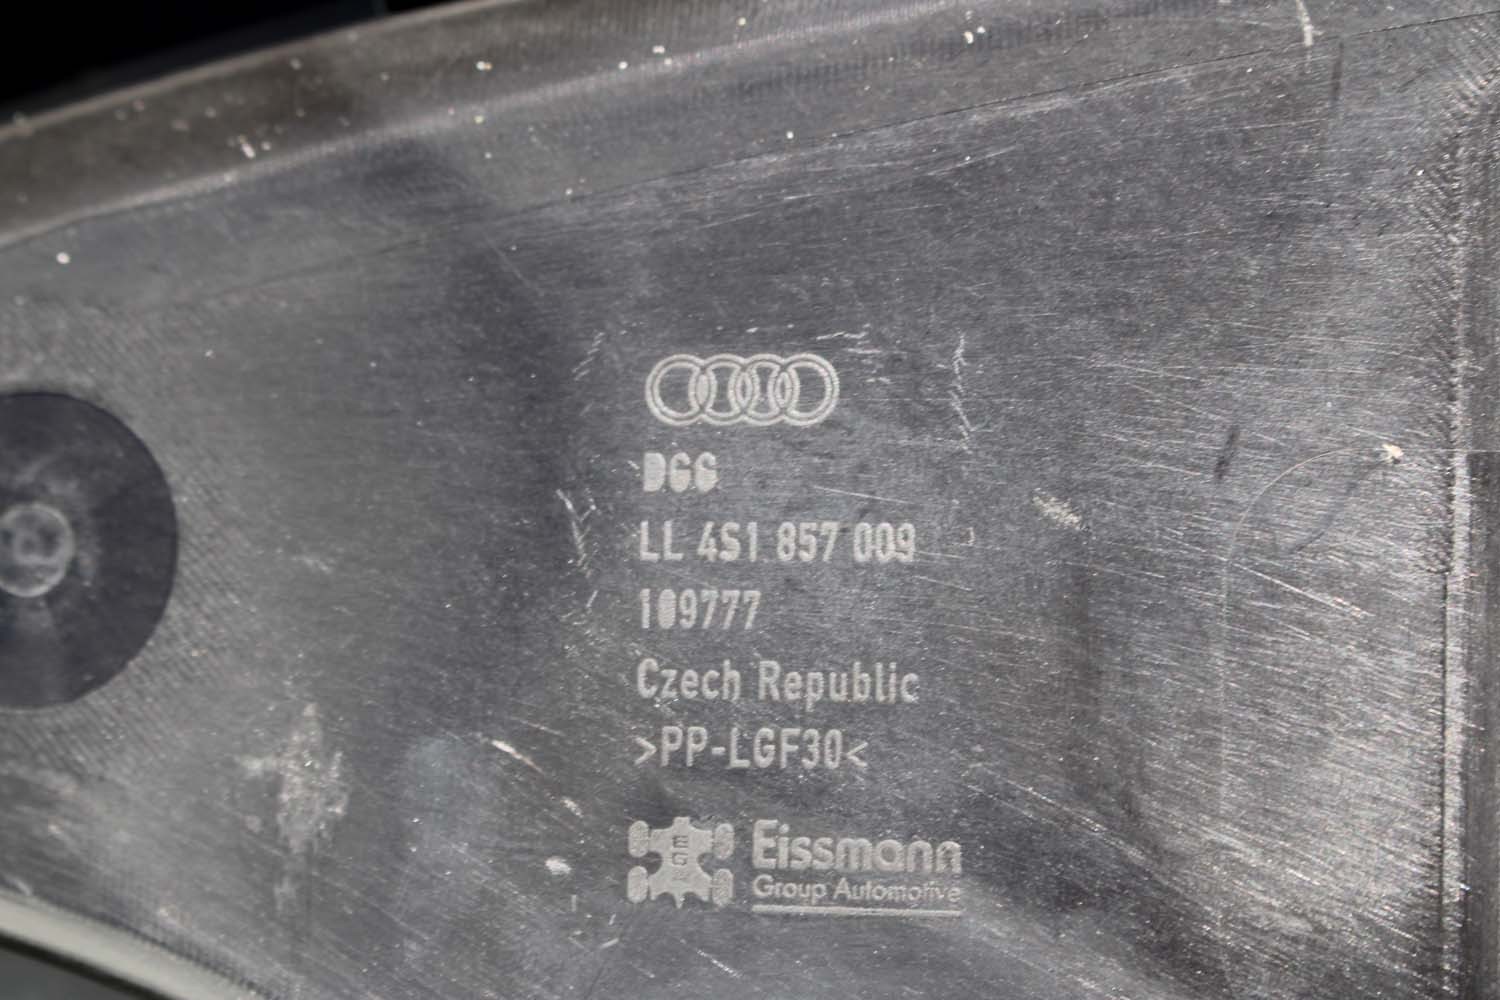 DGG
LL 4S1 857 009
109777
Czech Republic
>PP-LGF30<
Eissmann
Group Automotive